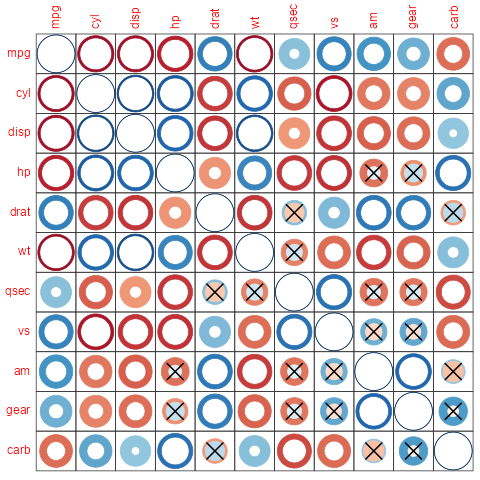 mpg cyl disp hp drat wt qsec vs am gear carb
mpg
cyl
disp
hp
drat
wt
qsec
vs
am
gear
carb